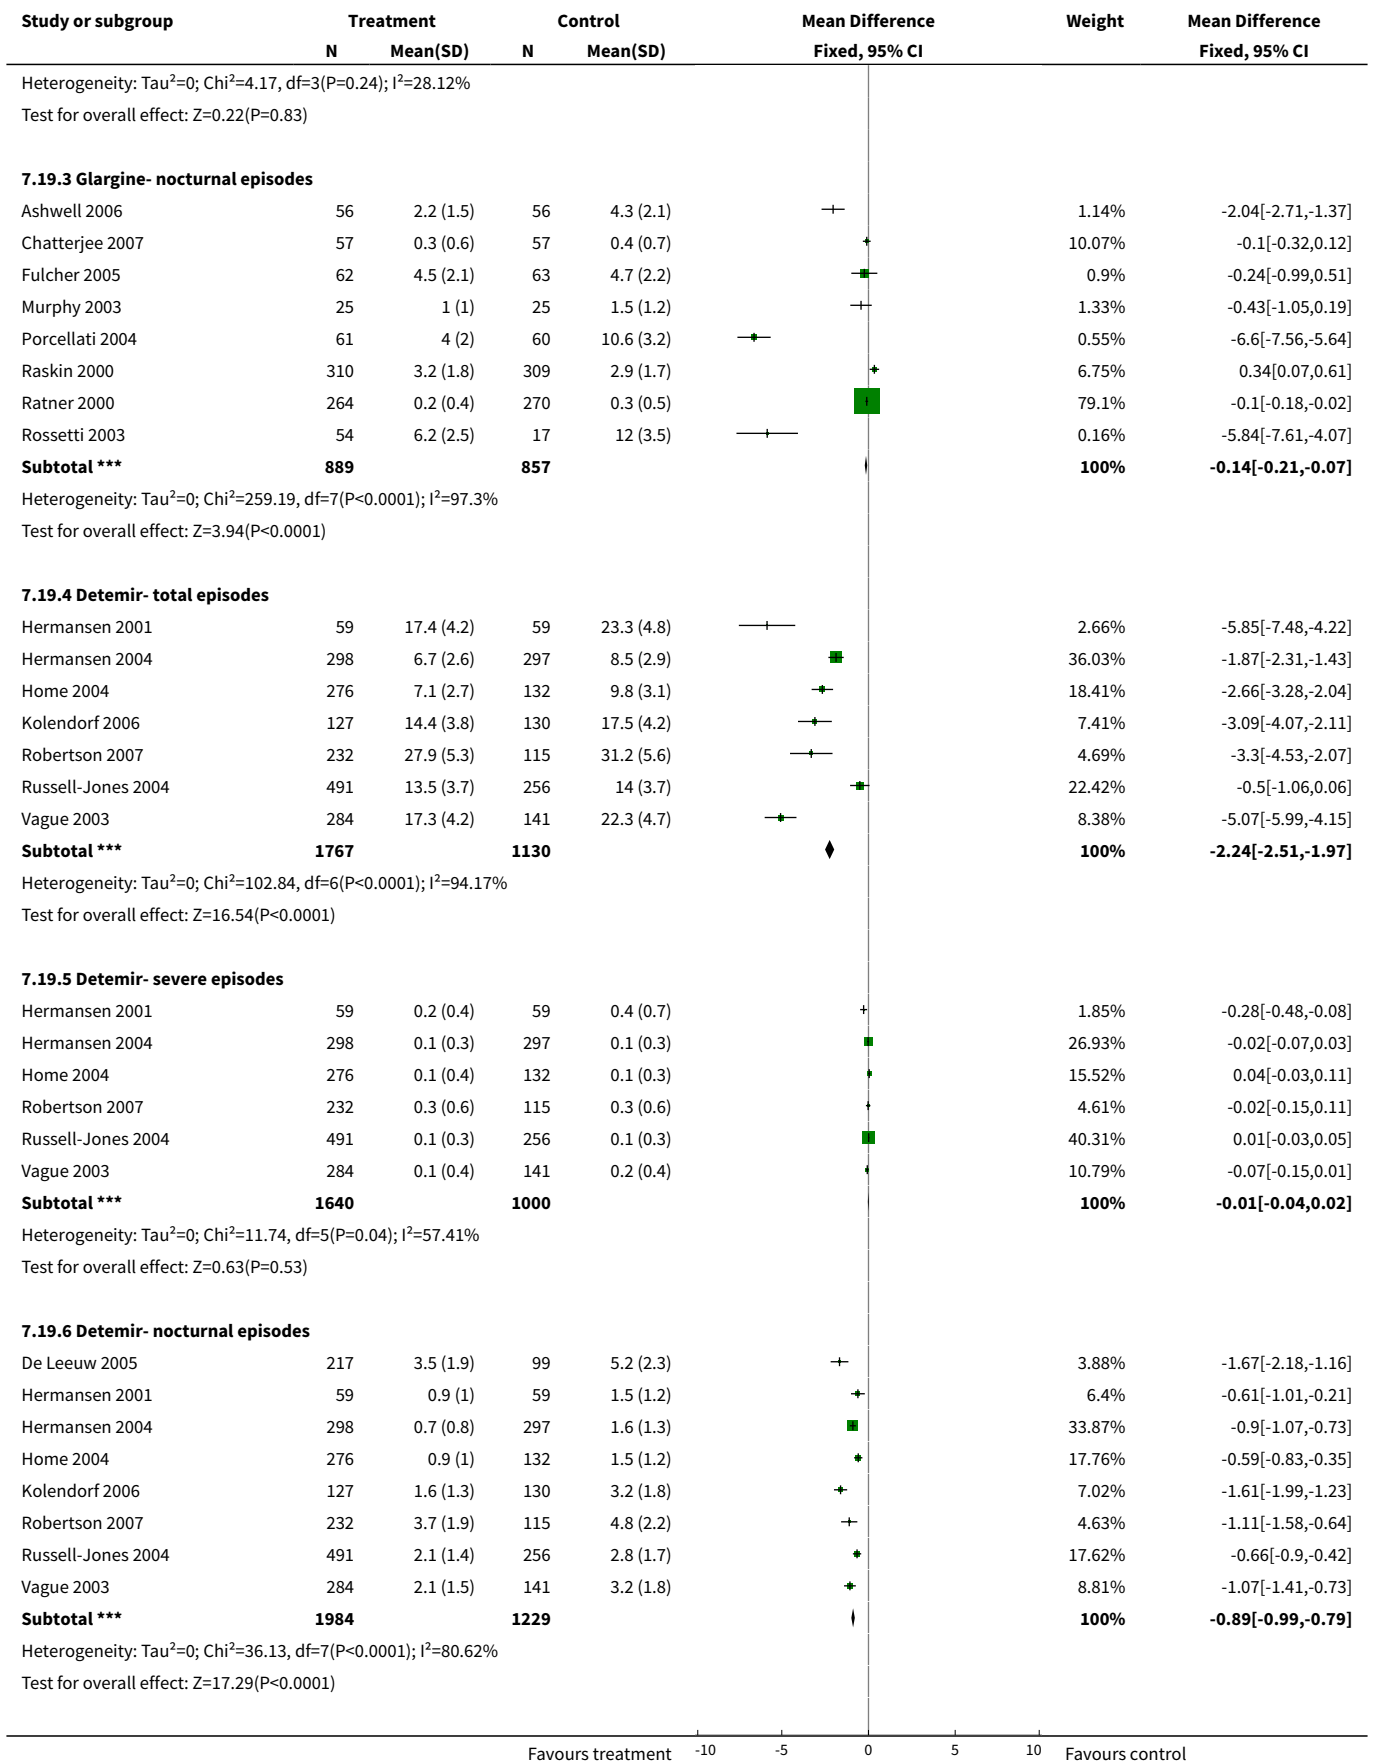 Study or subgroup Treatment Control Mean Difference Weight Mean Difference
N Mean(SD) N Mean(SD) Fixed, 95% CI Fixed, 95% CI
Heterogeneity: Tau²=0; Chi²=4.17, df=3(P=0.24); I²=28.12%
Test for overall effect: Z=0.22(P=0.83)
7.19.3 Glargine- nocturnal episodes
Ashwell 2006 56 2.2 (1.5) 56 4.3 (2.1) 1.14% -2.04[-2.71,-1.37]
Chatterjee 2007 57 0.3 (0.6) 57 0.4 (0.7) 10.07% -0.1[-0.32,0.12]
Fulcher 2005 62 4.5 (2.1) 63 4.7 (2.2) 0.9% -0.24[-0.99,0.51]
Murphy 2003 25 1 (1) 25 1.5 (1.2) 1.33% -0.43[-1.05,0.19]
Porcellati 2004 61 4 (2) 60 10.6 (3.2) 0.55% -6.6[-7.56,-5.64]
Raskin 2000 310 3.2 (1.8) 309 2.9 (1.7) 6.75% 0.34[0.07,0.61]
Ratner 2000 264 0.2 (0.4) 270 0.3 (0.5) 79.1% -0.1[-0.18,-0.02]
Rossetti 2003 54 6.2 (2.5) 17 12 (3.5) 0.16% -5.84[-7.61,-4.07]
Subtotal *** 889 857 100% -0.14[-0.21,-0.07]
Heterogeneity: Tau²=0; Chi²=259.19, df=7(P<0.0001); I²=97.3%
Test for overall effect: Z=3.94(P<0.0001)
7.19.4 Detemir- total episodes
Hermansen 2001 59 17.4 (4.2) 59 23.3 (4.8) 2.66% -5.85[-7.48,-4.22]
Hermansen 2004 298 6.7 (2.6) 297 8.5 (2.9) 36.03% -1.87[-2.31,-1.43]
Home 2004 276 7.1 (2.7) 132 9.8 (3.1) 18.41% -2.66[-3.28,-2.04]
Kolendorf 2006 127 14.4 (3.8) 130 17.5 (4.2) 7.41% -3.09[-4.07,-2.11]
Robertson 2007 232 27.9 (5.3) 115 31.2 (5.6) 4.69% -3.3[-4.53,-2.07]
Russell-Jones 2004 491 13.5 (3.7) 256 14 (3.7) 22.42% -0.5[-1.06,0.06]
Vague 2003 284 17.3 (4.2) 141 22.3 (4.7) 8.38% -5.07[-5.99,-4.15]
Subtotal *** 1767 1130 100% -2.24[-2.51,-1.97]
Heterogeneity: Tau²=0; Chi²=102.84, df=6(P<0.0001); I²=94.17%
Test for overall effect: Z=16.54(P<0.0001)
7.19.5 Detemir- severe episodes
Hermansen 2001 59 0.2 (0.4) 59 0.4 (0.7) 1.85% -0.28[-0.48,-0.08]
Hermansen 2004 298 0.1 (0.3) 297 0.1 (0.3) 26.93% -0.02[-0.07,0.03]
Home 2004 276 0.1 (0.4) 132 0.1 (0.3) 15.52% 0.04[-0.03,0.11]
Robertson 2007 232 0.3 (0.6) 115 0.3 (0.6) 4.61% -0.02[-0.15,0.11]
Russell-Jones 2004 491 0.1 (0.3) 256 0.1 (0.3) 40.31% 0.01[-0.03,0.05]
Vague 2003 284 0.1 (0.4) 141 0.2 (0.4) 10.79% -0.07[-0.15,0.01]
Subtotal *** 1640 1000 100% -0.01[-0.04,0.02]
Heterogeneity: Tau²=0; Chi²=11.74, df=5(P=0.04); I²=57.41%
Test for overall effect: Z=0.63(P=0.53)
7.19.6 Detemir- nocturnal episodes
De Leeuw 2005 217 3.5 (1.9) 99 5.2 (2.3) 3.88% -1.67[-2.18,-1.16]
Hermansen 2001 59 0.9 (1) 59 1.5 (1.2) 6.4% -0.61[-1.01,-0.21]
Hermansen 2004 298 0.7 (0.8) 297 1.6 (1.3) 33.87% -0.9[-1.07,-0.73]
Home 2004 276 0.9 (1) 132 1.5 (1.2) 17.76% -0.59[-0.83,-0.35]
Kolendorf 2006 127 1.6 (1.3) 130 3.2 (1.8) 7.02% -1.61[-1.99,-1.23]
Robertson 2007 232 3.7 (1.9) 115 4.8 (2.2) 4.63% -1.11[-1.58,-0.64]
Russell-Jones 2004 491 2.1 (1.4) 256 2.8 (1.7) 17.62% -0.66[-0.9,-0.42]
Vague 2003 284 2.1 (1.5) 141 3.2 (1.8) 8.81% -1.07[-1.41,-0.73]
Subtotal *** 1984 1229 100% -0.89[-0.99,-0.79]
Heterogeneity: Tau²=0; Chi²=36.13, df=7(P<0.0001); I²=80.62%
Test for overall effect: Z=17.29(P<0.0001)
Favours treatment -10 -5 0 5 10 Favours control